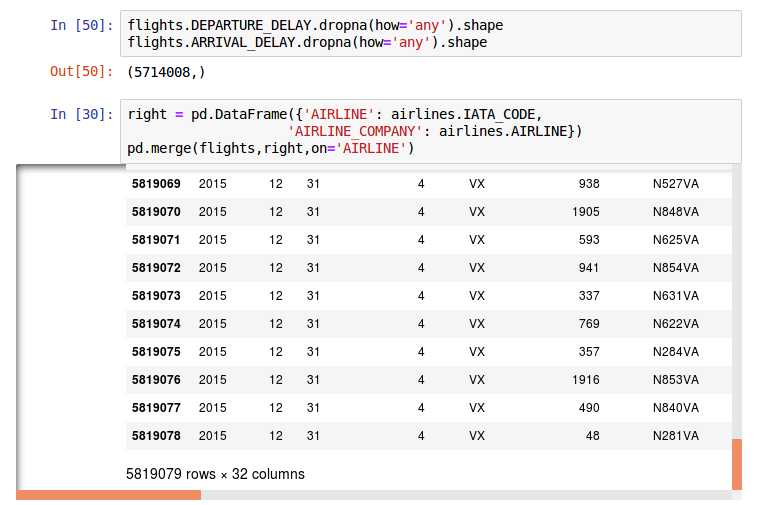 In [50]: flights.DEPARTURE_DELAY.dropna(how='any').shape
flights.ARRIVAL_DELAY.dropna(how='any').shape
Out[50]: (5714008,)
In [30]: right = pd.DataFrame({'AIRLINE': airlines.IATA_CODE,
'AIRLINE_COMPANY': airlines.AIRLINE})
pd.merge(flights,right,on='AIRLINE')
5819069 2015 12 31 4 VX 938 N527VA
5819070 2015 12 31 4 VX 1905 N848VA
5819071 2015 12 31 4 VX 593 N625VA
5819072 2015 12 31 4 VX 941 N854VA
5819073 2015 12 31 4 VX 337 N631VA
5819074 2015 12 31 4 VX 769 N622VA
5819075 2015 12 31 4 VX 357 N284VA
5819076 2015 12 31 4 VX 1916 N853VA
5819077 2015 12 31 4 VX 490 N840VA
5819078 2015 12 31 4 VX 48 N281VA
5819079 rows × 32 columns